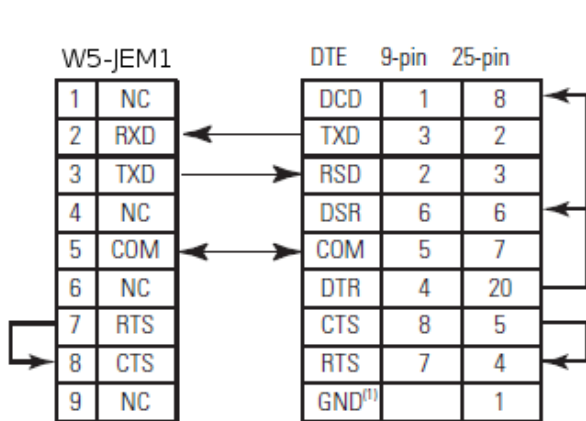 W5-JEM1 DTE 9-pin 25-pin
1 NC DCD 1 8
2 RXD TXD 3 2
3 TXD RSD 2 3
4 NC DSR 6 6
5 COM COM 5 7
6 NC DTR 4 20
7 RTS CTS 8 5
8 CTS RTS 7 4
9 NC GND(1) 1